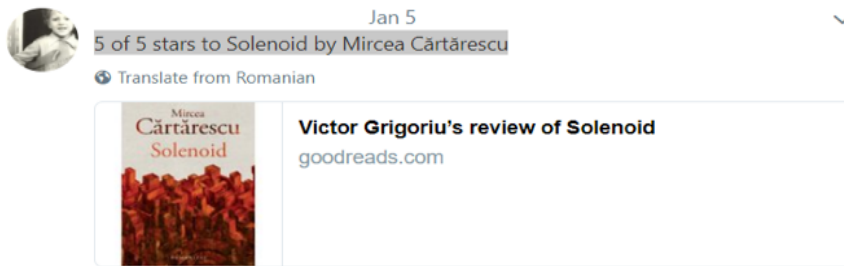 Jan 5
5 of 5 stars to Solenoid by Mircea Cărtărescu
Translate from Romanian
Mircea
Cărtărescu
Solenoid
Victor Grigoriu's review of Solenoid
goodreads.com
HUMANITAS